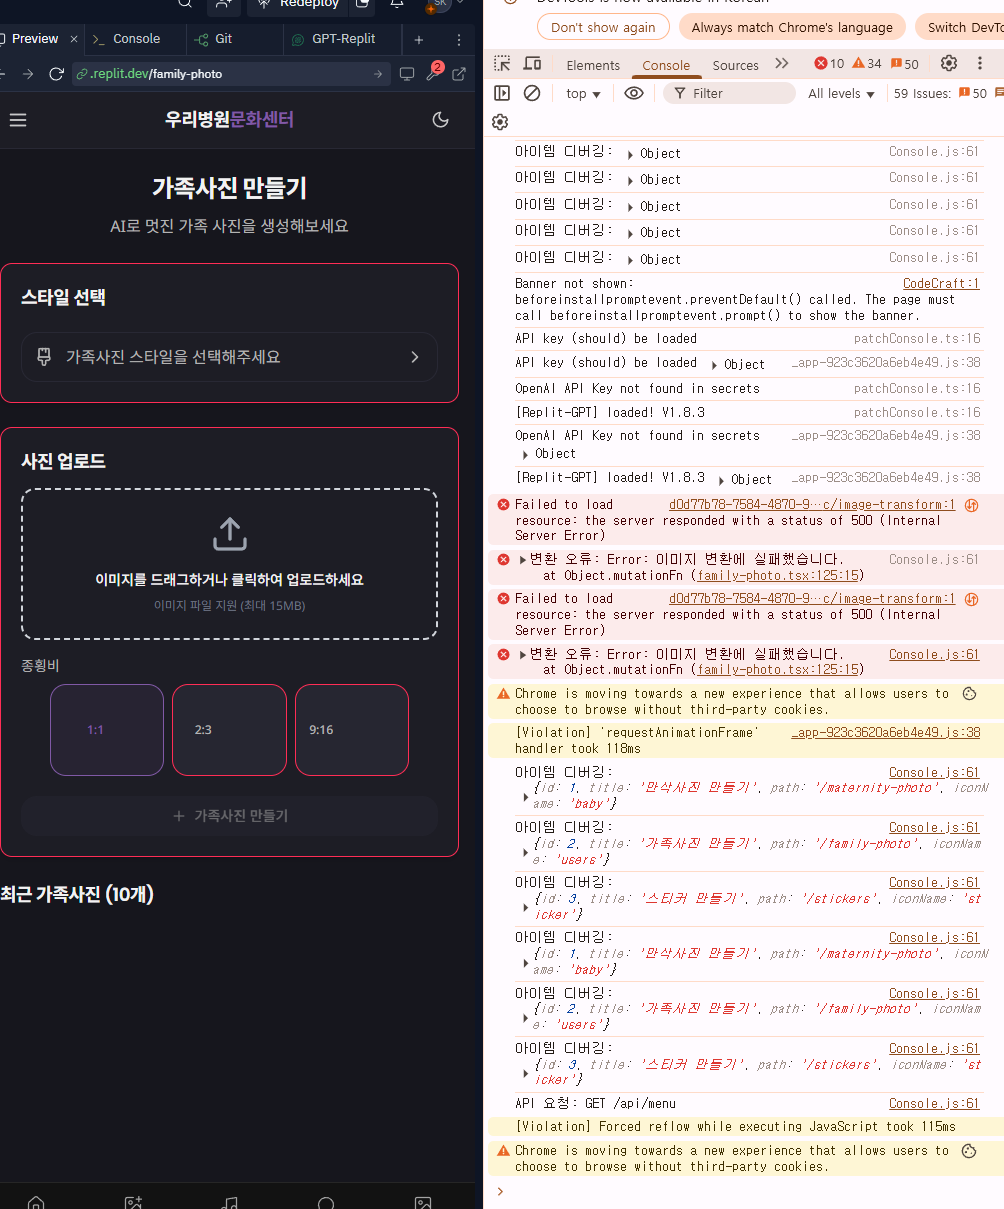 Redeploy
SK
Preview
Console
Git
GPT-Replit
.replit.dev/family-photo
2
우리병원문화센터
가족사진 만들기
AI로 멋진 가족 사진을 생성해보세요
스타일 선택
가족사진 스타일을 선택해주세요
사진 업로드
이미지를 드래그하거나 클릭하여 업로드하세요
이미지 파일 지원 (최대 15MB)
종횡비
1:1
2:3
9:16
+ 가족사진 만들기
최근 가족사진 (10개)
DevTools is now available in Korean
Don't show again
Always match Chrome's language
Switch DevTo
Elements
Console
Sources
10
34
50
top
Filter
All levels
59 Issues:
50
아이템 디버깅: Object Console.js:61
아이템 디버깅: Object Console.js:61
아이템 디버깅: Object Console.js:61
아이템 디버깅: Object Console.js:61
아이템 디버깅: Object Console.js:61
Banner not shown: CodeCraft:1
beforeinstallpromptevent.preventDefault() called. The page must
call beforeinstallpromptevent.prompt() to show the banner.
API key (should) be loaded patchConsole.ts:16
API key (should) be loaded Object _app-923c3620a6eb4e49.js:38
OpenAI API Key not found in secrets patchConsole.ts:16
[Replit-GPT] loaded! V1.8.3 patchConsole.ts:16
OpenAI API Key not found in secrets _app-923c3620a6eb4e49.js:38
Object
[Replit-GPT] loaded! V1.8.3 Object _app-923c3620a6eb4e49.js:38
Failed to load d0d77b78-7584-4870-9…c/image-transform:1
resource: the server responded with a status of 500 (Internal
Server Error)
변환 오류: Error: 이미지 변환에 실패했습니다. Console.js:61
at Object.mutationFn (family-photo.tsx:125:15)
Failed to load d0d77b78-7584-4870-9…c/image-transform:1
resource: the server responded with a status of 500 (Internal
Server Error)
변환 오류: Error: 이미지 변환에 실패했습니다. Console.js:61
at Object.mutationFn (family-photo.tsx:125:15)
Chrome is moving towards a new experience that allows users to
choose to browse without third-party cookies.
[Violation] 'requestAnimationFrame' _app-923c3620a6eb4e49.js:38
handler took 118ms
아이템 디버깅: Console.js:61
{id: 1, title: '만삭사진 만들기', path: '/maternity-photo', iconN
ame: 'baby'}
아이템 디버깅: Console.js:61
{id: 2, title: '가족사진 만들기', path: '/family-photo', iconNam
e: 'users'}
아이템 디버깅: Console.js:61
{id: 3, title: '스티커 만들기', path: '/stickers', iconName: 'st
icker'}
아이템 디버깅: Console.js:61
{id: 1, title: '만삭사진 만들기', path: '/maternity-photo', iconN
ame: 'baby'}
아이템 디버깅: Console.js:61
{id: 2, title: '가족사진 만들기', path: '/family-photo', iconNam
e: 'users'}
아이템 디버깅: Console.js:61
{id: 3, title: '스티커 만들기', path: '/stickers', iconName: 'st
icker'}
API 요청: GET /api/menu Console.js:61
[Violation] Forced reflow while executing JavaScript took 115ms
Chrome is moving towards a new experience that allows users to
choose to browse without third-party cookies.